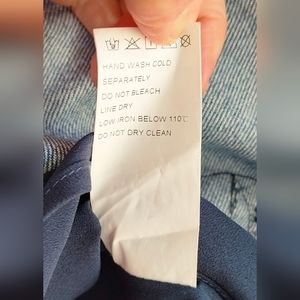 HAND WASH COLD
SEPARATELY
DO NOT BLEACH
LINE DRY
LOW IRON BELOW 110℃
DO NOT DRY CLEAN